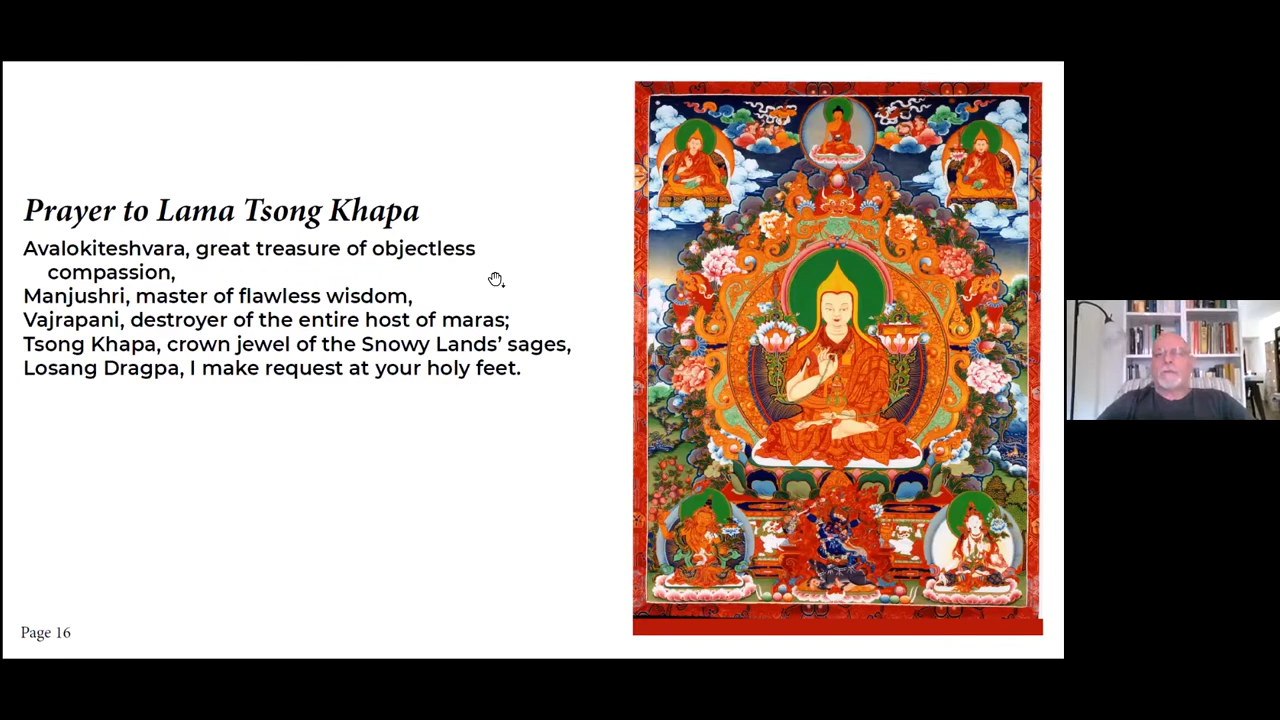 Prayer to Lama Tsong Khapa
Avalokiteshvara, great treasure of objectless
compassion,
Manjushri, master of flawless wisdom,
Vajrapani, destroyer of the entire host of maras;
Tsong Khapa, crown jewel of the Snowy Lands’ sages,
Losang Dragpa, I make request at your holy feet.
Page 16